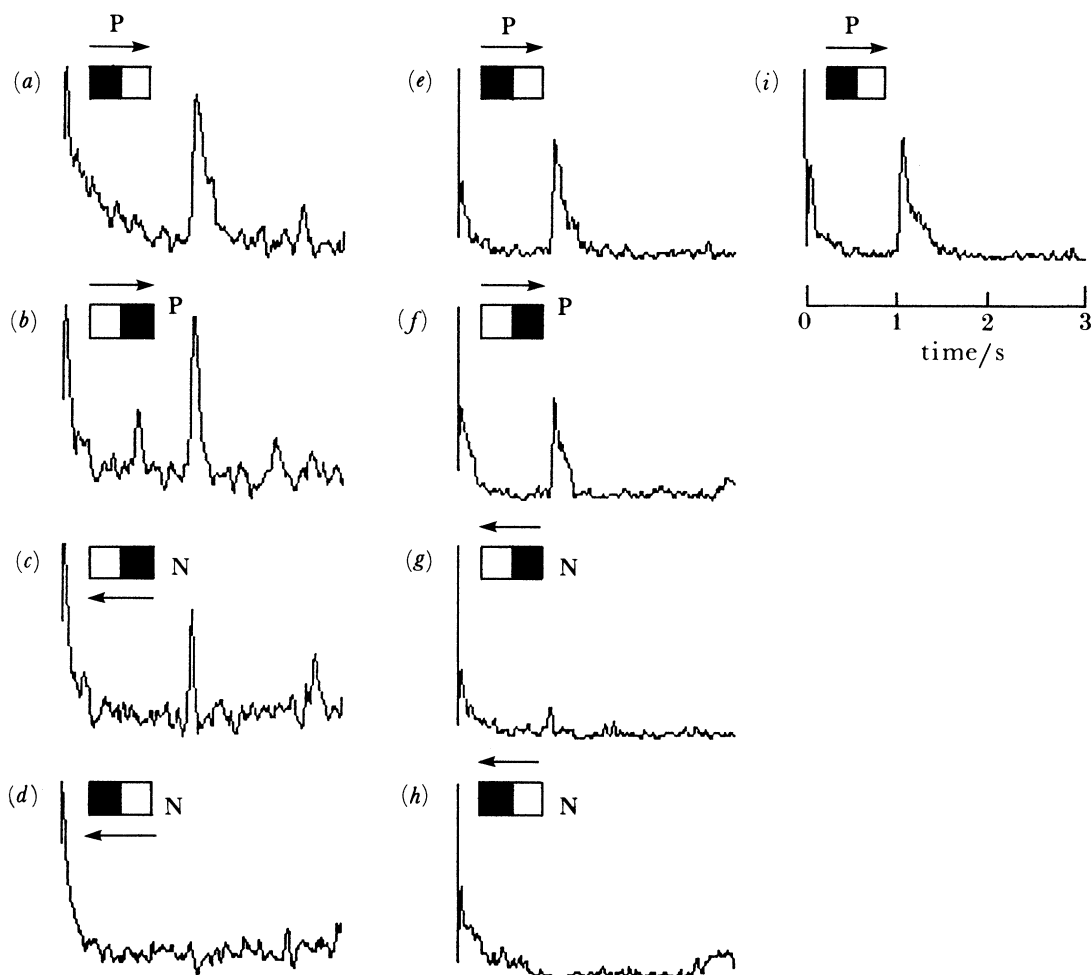 P P P
(a) (e) (i)
(b) P (f) P
0 1 2 3
time/s
(c) N (g) N
(d) N (h) N